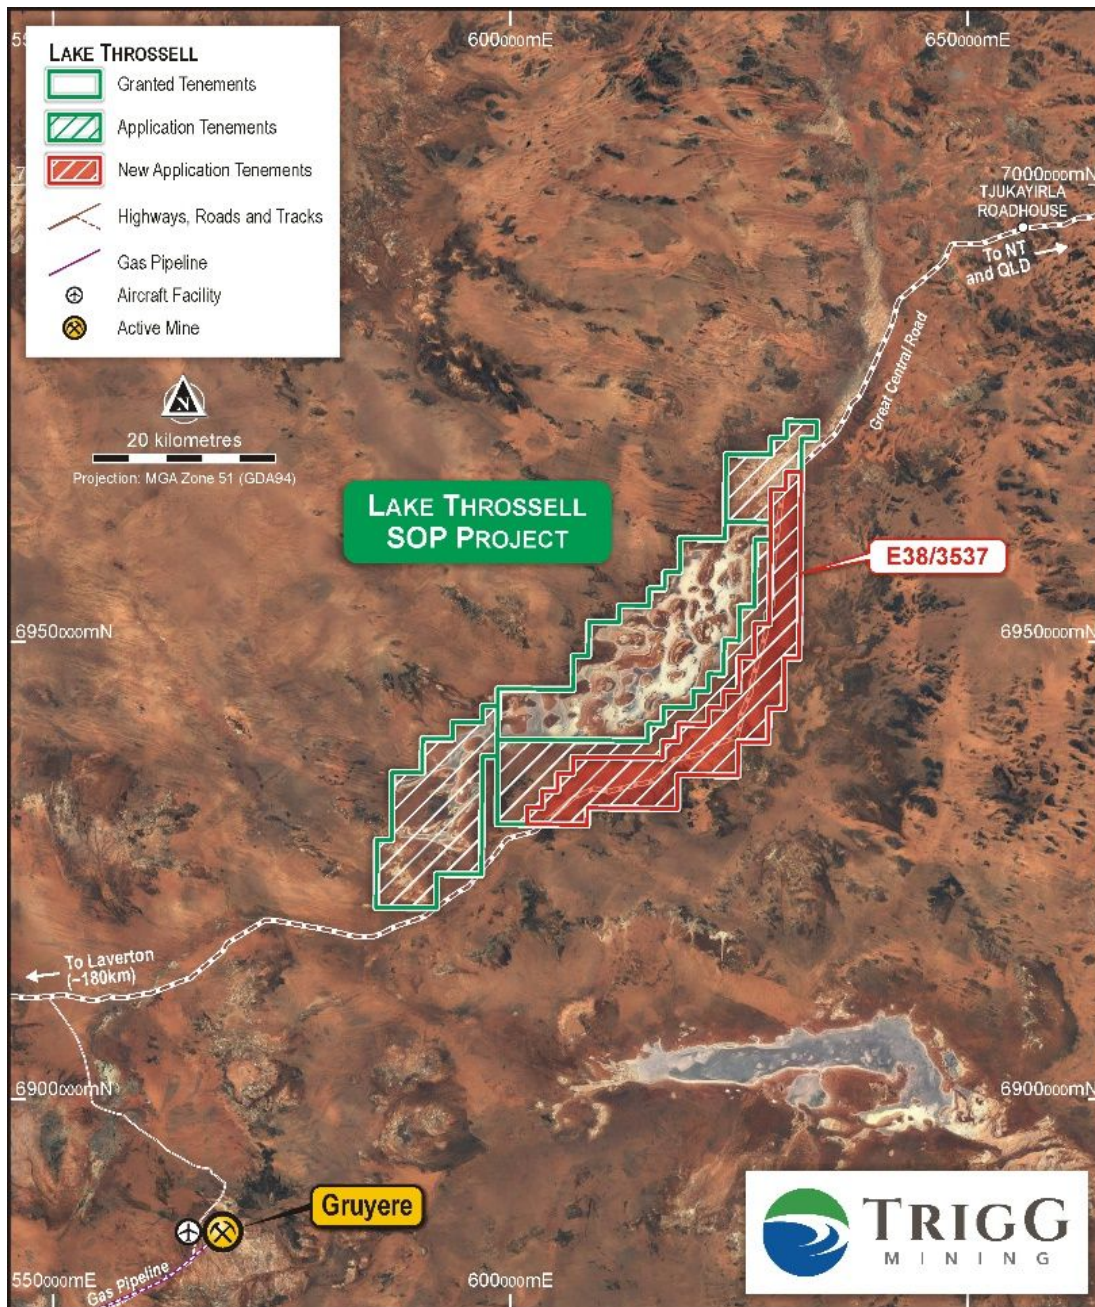 600000mE
650000mE
LAKE THROSSELL
Granted Tenements
Application Tenements
New Application Tenements
Highways, Roads and Tracks
Gas Pipeline
Aircraft Facility
Active Mine
7000000mN
TJUKAYIRLA
ROADHOUSE
To NT
and QLD
Great Central Road
N
20 kilometres
Projection: MGA Zone 51 (GDA94)
LAKE THROSSELL
SOP PROJECT
E38/3537
6950000mN
6950000mN
To Laverton
(~180km)
6900000mN
6900000mN
Gruyere
Gas Pipeline
550000mE
600000mE
TRIGG
MINING